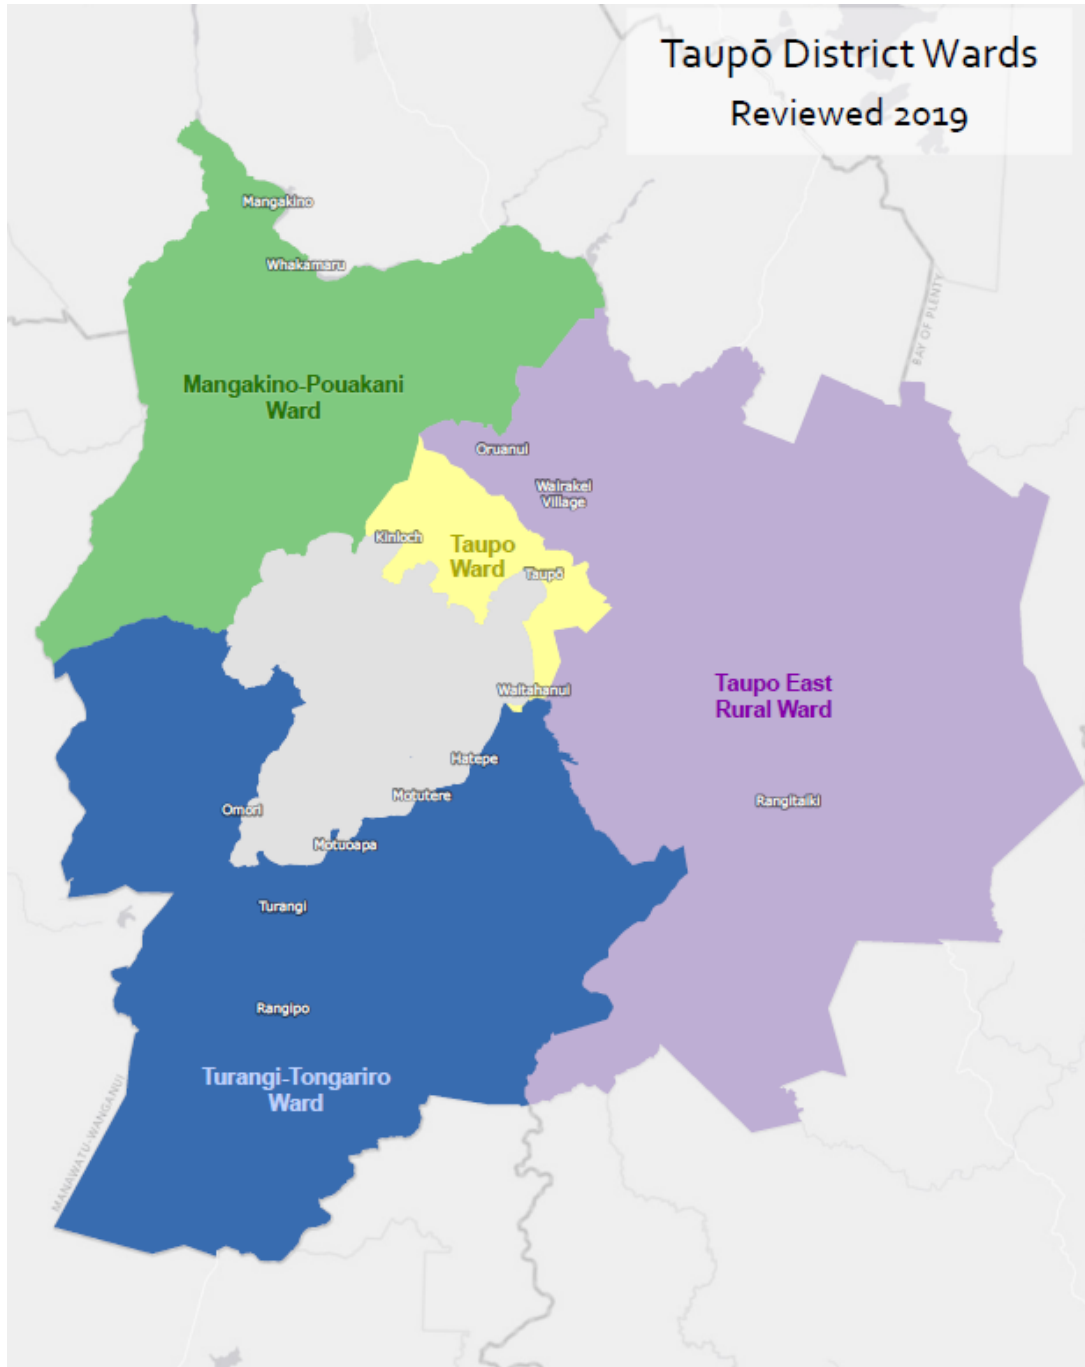 Taupō District Wards
Reviewed 2019
Mangakino
Whakamaru
BAY OF PLENTY
Mangakino-Pouakani
Ward
Oruanui
Wairakei
Village
Kinloch
Taupo
Ward
Taupō
Waitahanui
Taupo East
Rural Ward
Hatepe
Motutere
Rangitaiki
Omori
Motuoapa
Turangi
Rangipo
Turangi-Tongariro
Ward
MANAWATU-WANGANUI